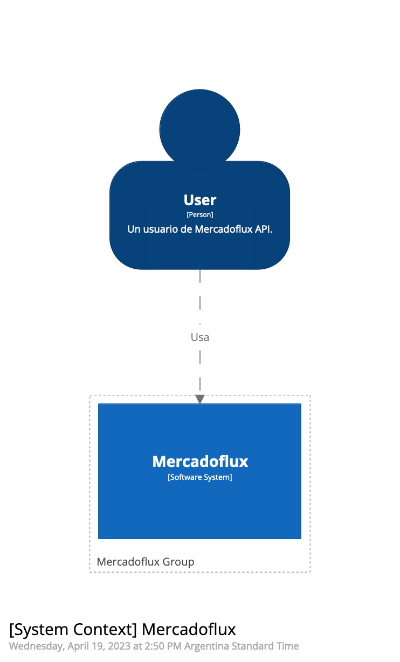 User
[Person]
Un usuario de Mercadoflux API.
Usa
Mercadoflux
[Software System]
Mercadoflux Group
[System Context] Mercadoflux
Wednesday, April 19, 2023 at 2:50 PM Argentina Standard Time